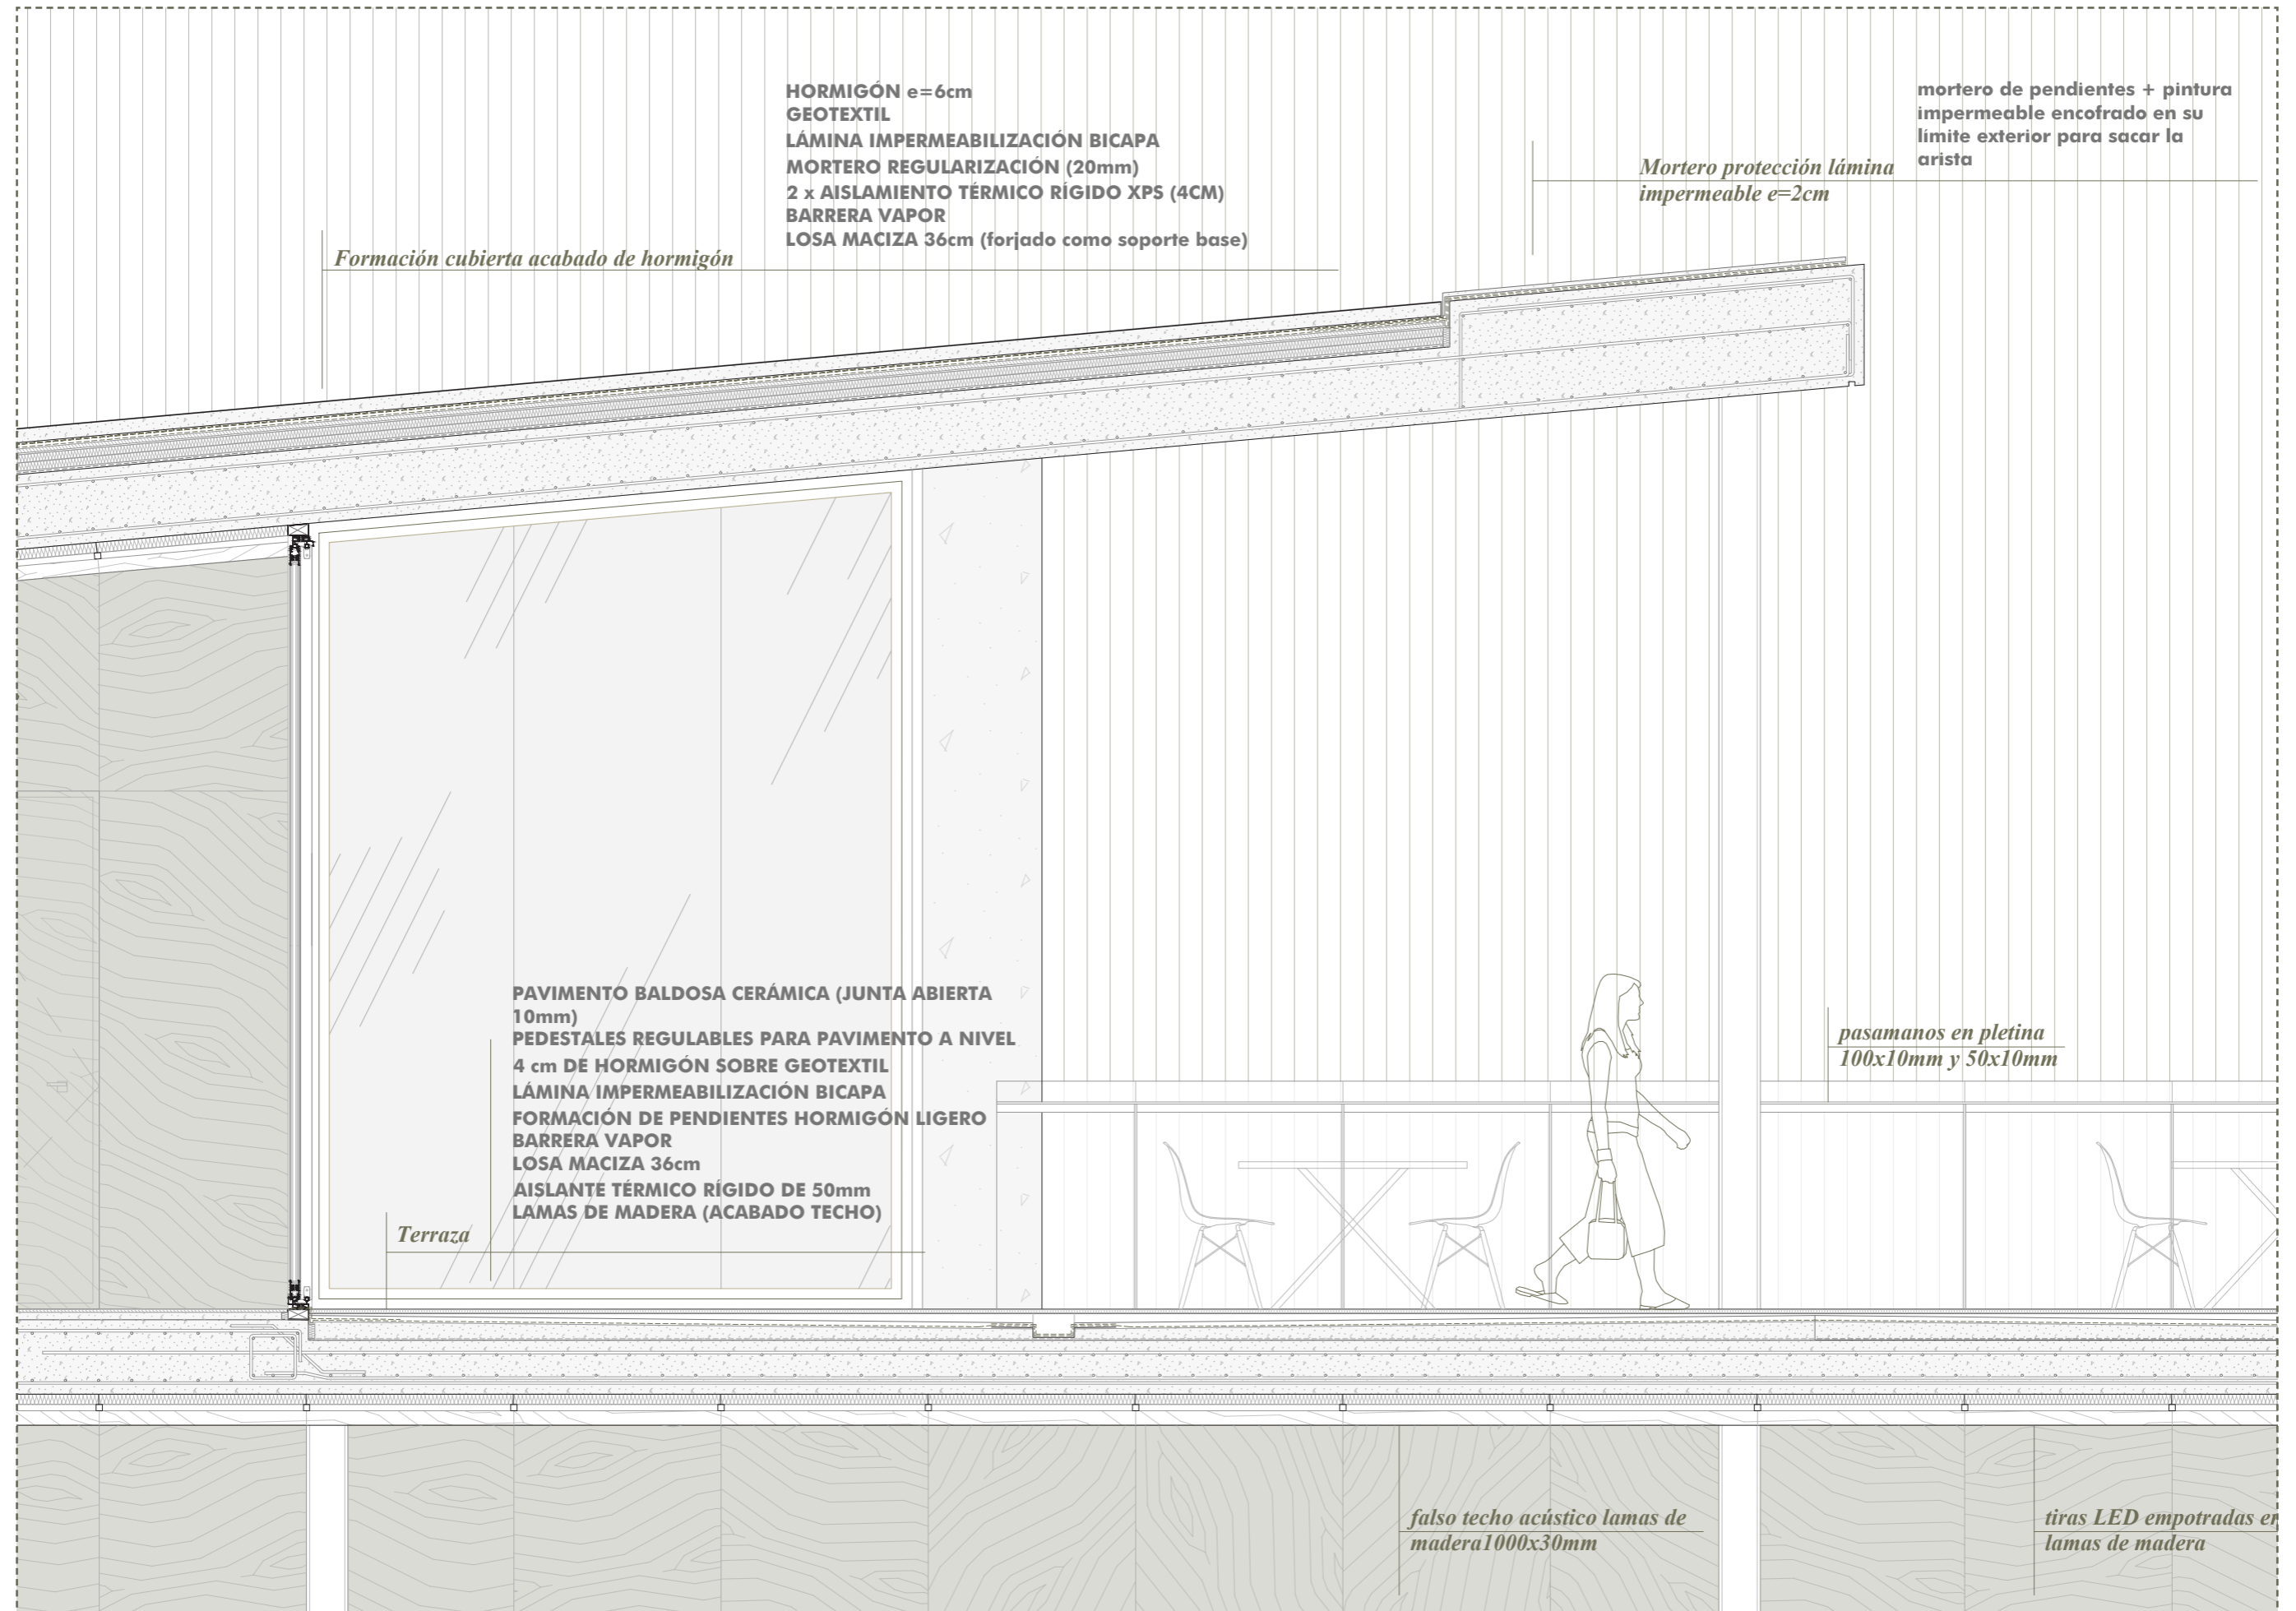 HORMIGÓN e=6cm
GEOTEXTIL
LÁMINA IMPERMEABILIZACIÓN BICAPA
MORTERO REGULARIZACIÓN (20mm)
2 x AISLAMIENTO TÉRMICO RÍGIDO XPS (4CM)
BARRERA VAPOR
LOSA MACIZA 36cm (forjado como soporte base)
Formación cubierta acabado de hormigón
mortero de pendientes + pintura
impermeable encofrado en su
límite exterior para sacar la
arista
Mortero protección lámina
impermeable e=2cm
PAVIMENTO BALDOSA CERÁMICA (JUNTA ABIERTA
10mm)
PEDESTALES REGULABLES PARA PAVIMENTO A NIVEL
4 cm DE HORMIGÓN SOBRE GEOTEXTIL
LÁMINA IMPERMEABILIZACIÓN BICAPA
FORMACIÓN DE PENDIENTES HORMIGÓN LIGERO
BARRERA VAPOR
LOSA MACIZA 36cm
AISLANTE TÉRMICO RÍGIDO DE 50mm
LAMAS DE MADERA (ACABADO TECHO)
Terraza
pasamanos en pletina
100x10mm y 50x10mm
falso techo acústico lamas de
madera1000x30mm
tiras LED empotradas
lamas de madera